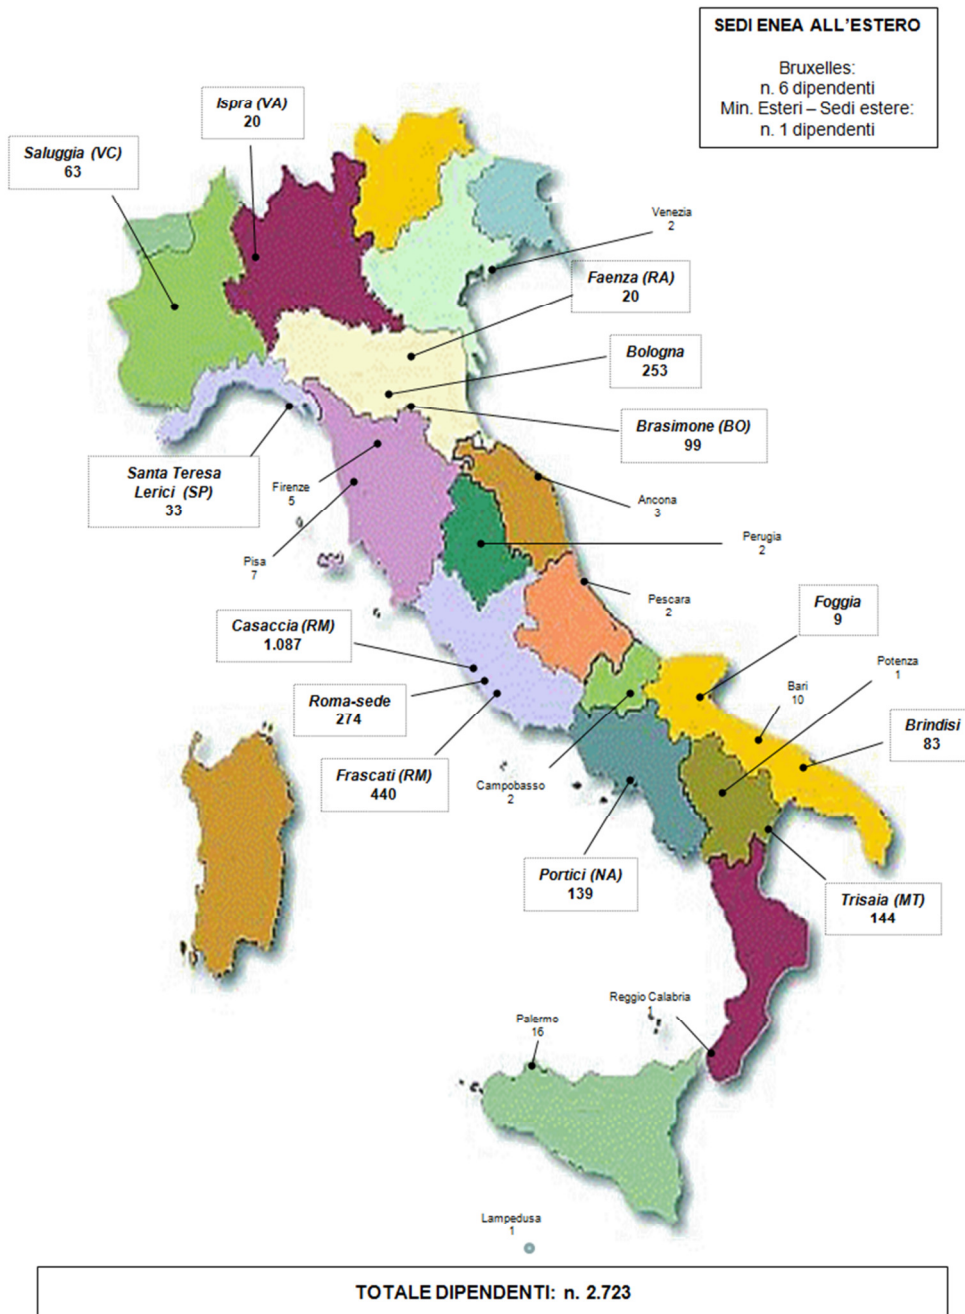 SEDI ENEA ALL'ESTERO
Bruxelles:
n. 6 dipendenti
Min. Esteri – Sedi estere:
n. 1 dipendenti
Ispra (VA)
20
Saluggia (VC)
63
Venezia
2
Faenza (RA)
20
Bologna
253
Brasimone (BO)
99
Santa Teresa
Lerici (SP)
33
Firenze
5
Ancona
3
Pisa
7
Perugia
2
Pescara
2
Casaccia (RM)
1.087
Foggia
9
Potenza
1
Roma-sede
274
Bari
10
Brindisi
83
Frascati (RM)
440
Campobasso
2
Portici (NA)
139
Trisaia (MT)
144
Reggio Calabria
1
Palermo
16
Lampedusa
1
TOTALE DIPENDENTI: n. 2.723